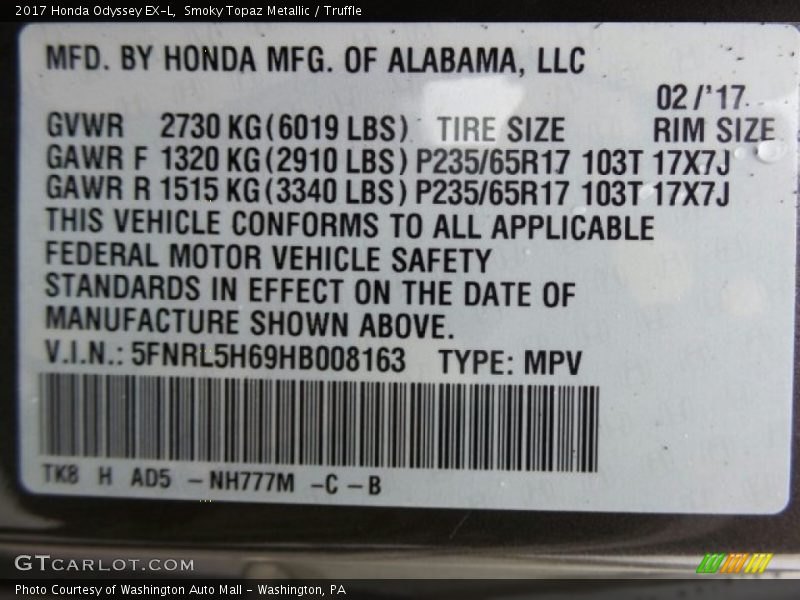 2017 Honda Odyssey EX-L, Smoky Topaz Metallic / Truffle
MFD. BY HONDA MFG. OF ALABAMA, LLC
02/'17
GVWR 2730 KG(6019 LBS) TIRE SIZE RIM SIZE
GAWR F 1320 KG(2910 LBS) P235/65R17 103T 17X7J
GAWR R 1515 KG(3340 LBS) P235/65R17 103T 17X7J
THIS VEHICLE CONFORMS TO ALL APPLICABLE
FEDERAL MOTOR VEHICLE SAFETY
STANDARDS IN EFFECT ON THE DATE OF
MANUFACTURE SHOWN ABOVE.
V.I.N.: 5FNRL5H69HB008163 TYPE: MPV
TK8 H AD5 -NH777M -C-B
GTCARLOT.COM
Photo Courtesy of Washington Auto Mall - Washington, PA